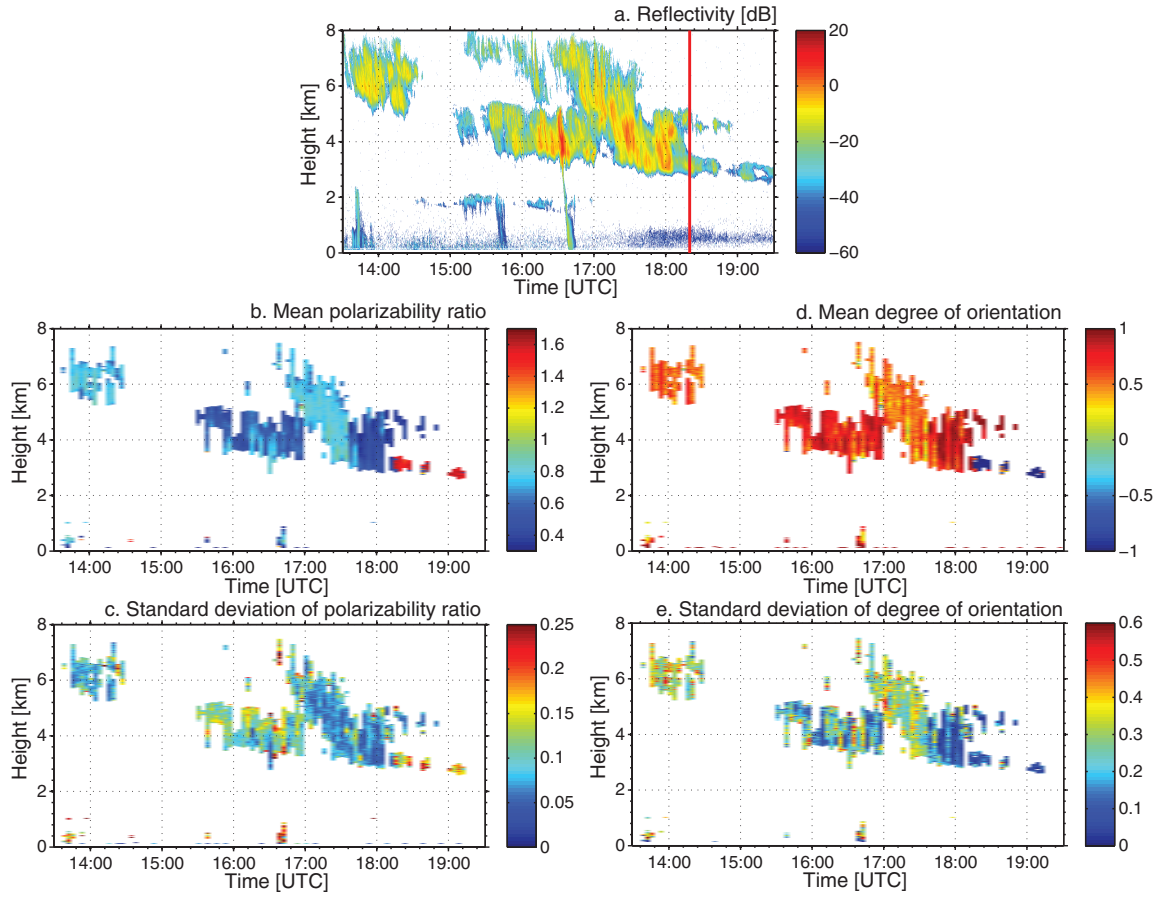 a. Reflectivity [dB]
8
6
4
2
0
Height [km]
14:00 15:00 16:00 17:00 18:00 19:00
Time [UTC]
20
0
−20
−40
−60
b. Mean polarizability ratio
8
6
4
2
0
Height [km]
14:00 15:00 16:00 17:00 18:00 19:00
Time [UTC]
1.6
1.4
1.2
1
0.8
0.6
0.4
d. Mean degree of orientation
8
6
4
2
0
Height [km]
14:00 15:00 16:00 17:00 18:00 19:00
Time [UTC]
1
0.5
0
−0.5
−1
c. Standard deviation of polarizability ratio
8
6
4
2
0
Height [km]
14:00 15:00 16:00 17:00 18:00 19:00
Time [UTC]
0.25
0.2
0.15
0.1
0.05
0
e. Standard deviation of degree of orientation
8
6
4
2
0
Height [km]
14:00 15:00 16:00 17:00 18:00 19:00
Time [UTC]
0.6
0.5
0.4
0.3
0.2
0.1
0